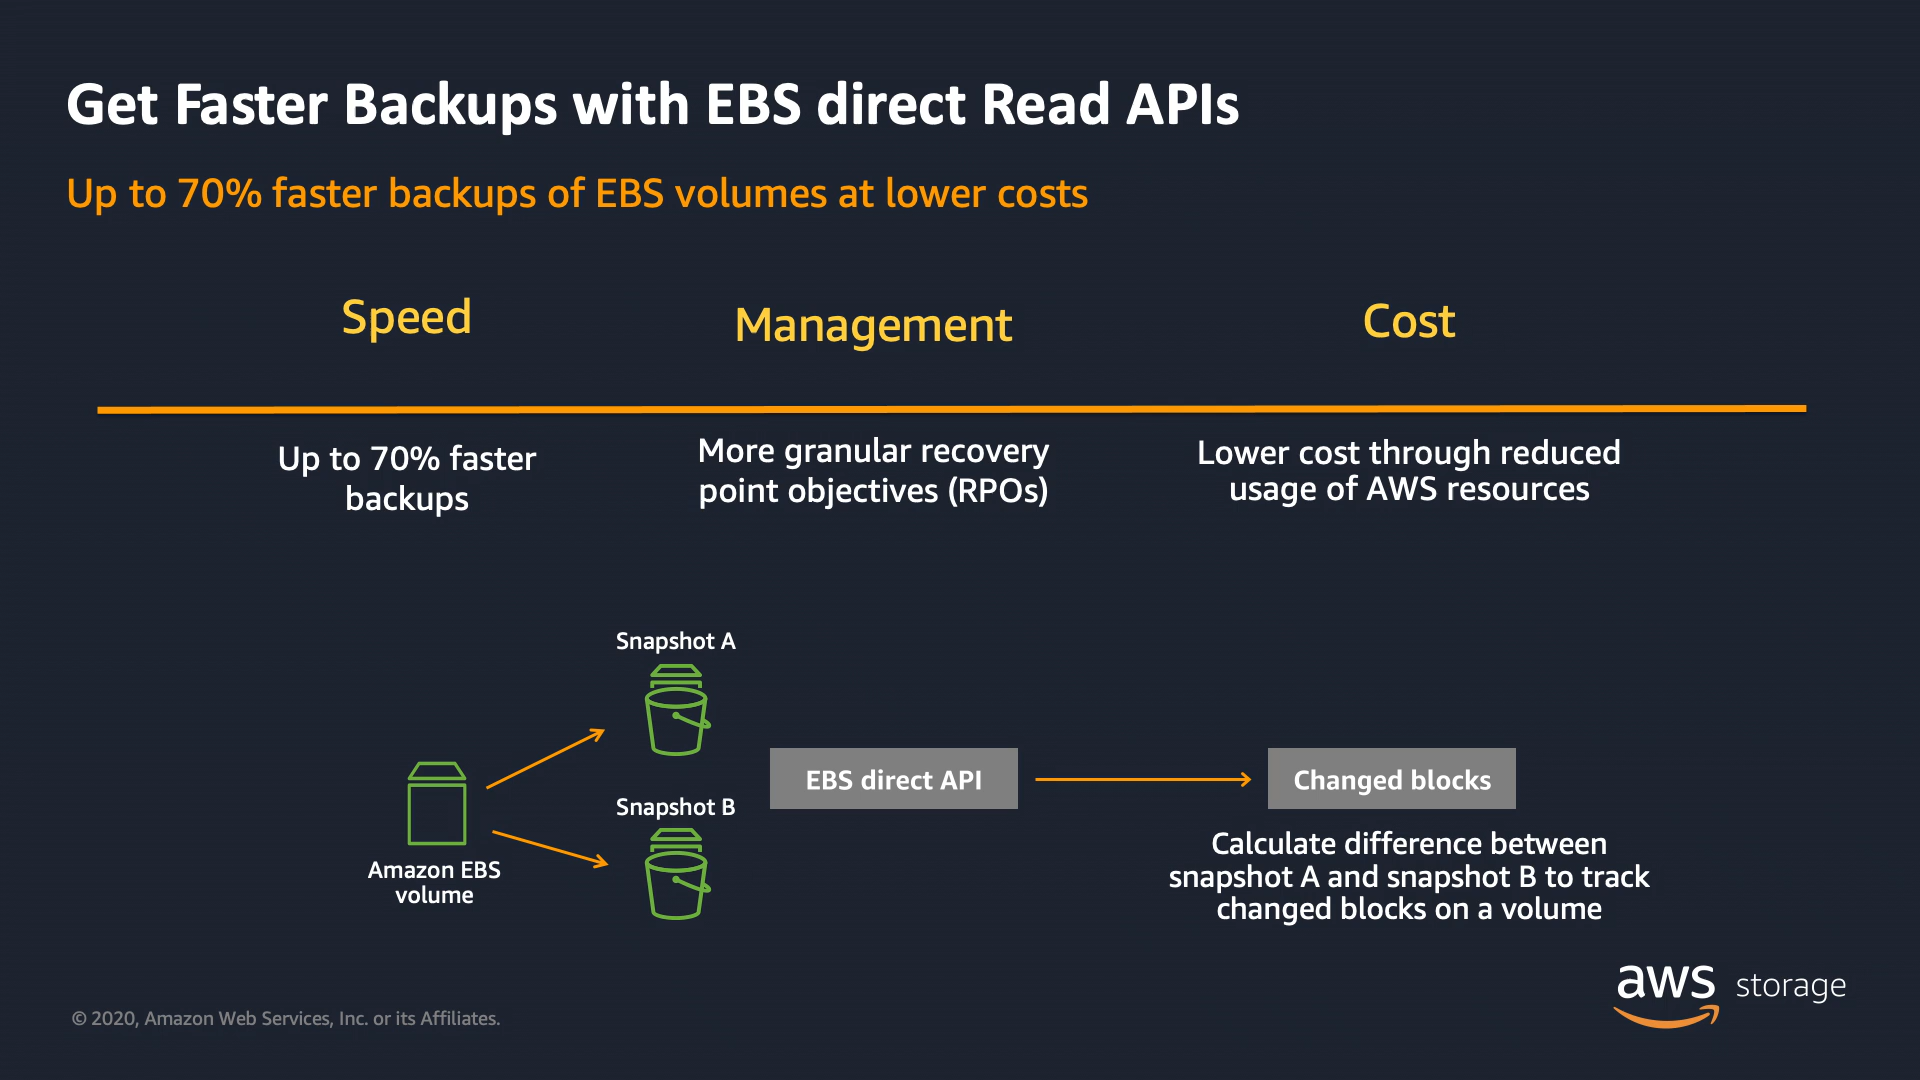 Get Faster Backups with EBS direct Read APIs
Up to 70% faster backups of EBS volumes at lower costs
Speed
Management
Cost
Up to 70% faster
backups
More granular recovery
point objectives (RPOs)
Lower cost through reduced
usage of AWS resources
Snapshot A
Snapshot B
Amazon EBS
volume
EBS direct API
Changed blocks
Calculate difference between
snapshot A and snapshot B to track
changed blocks on a volume
aws storage
© 2020, Amazon Web Services, Inc. or its Affiliates.